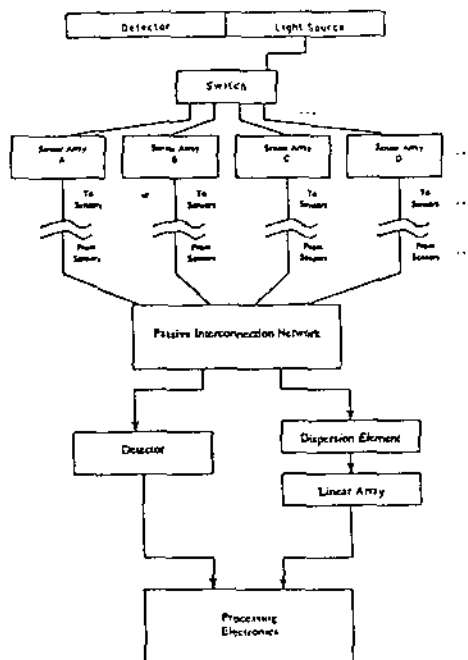 Detector
Light Source
Switch
...
Sensor Array
A
Sensor Array
B
Sensor Array
C
Sensor Array
D
...
To
Sensors
To
Sensors
To
Sensors
To
Sensors
...
From
Sensors
From
Sensors
From
Sensors
From
Sensors
...
Passive Interconnection Network
Detector
Dispersion Element
Linear Array
Processing
Electronics